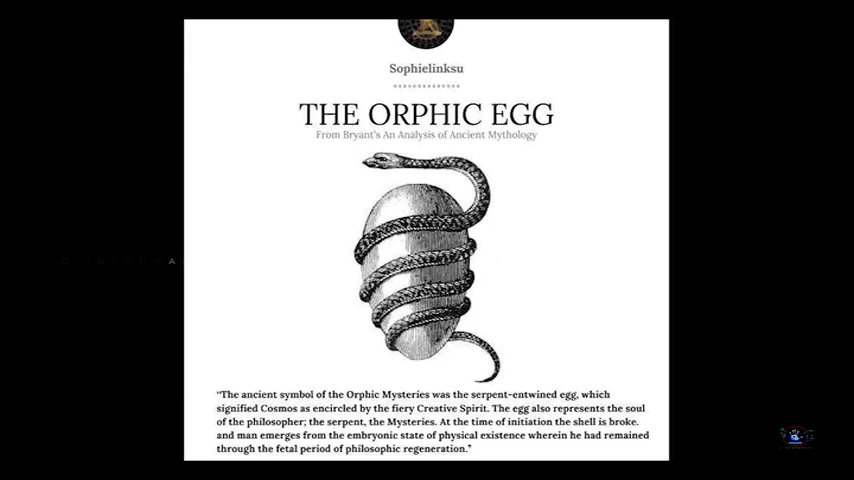 Sophielinksu
THE ORPHIC EGG
From Bryant's An Analysis of Ancient Mythology
"The ancient symbol of the Orphic Mysteries was the serpent-entwined egg, which
signified Cosmos as encircled by the fiery Creative Spirit. The egg also represents the soul
of the philosopher; the serpent, the Mysteries. At the time of initiation the shell is broke.
and man emerges from the embryonic state of physical existence wherein he had remained
through the fetal period of philosophic regeneration."